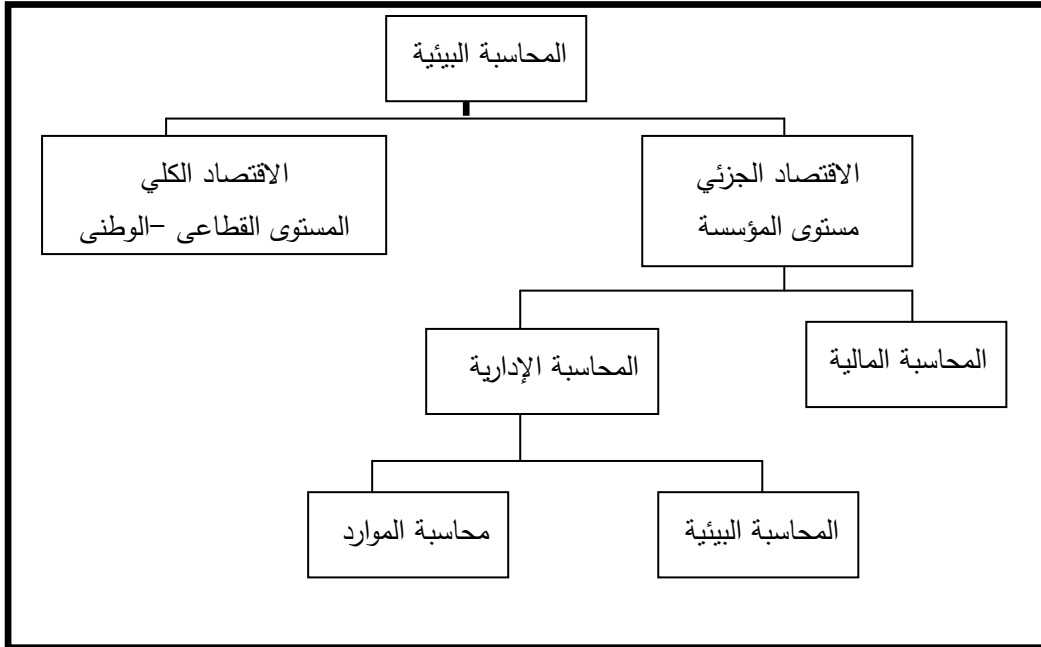 المحاسبة البيئية
الاقتصاد الجزئي
مستوى المؤسسة
الاقتصاد الكلي
المستوى القطاعى –الوطنى
المحاسبة المالية
المحاسبة الإدارية
المحاسبة البيئية
محاسبة الموارد